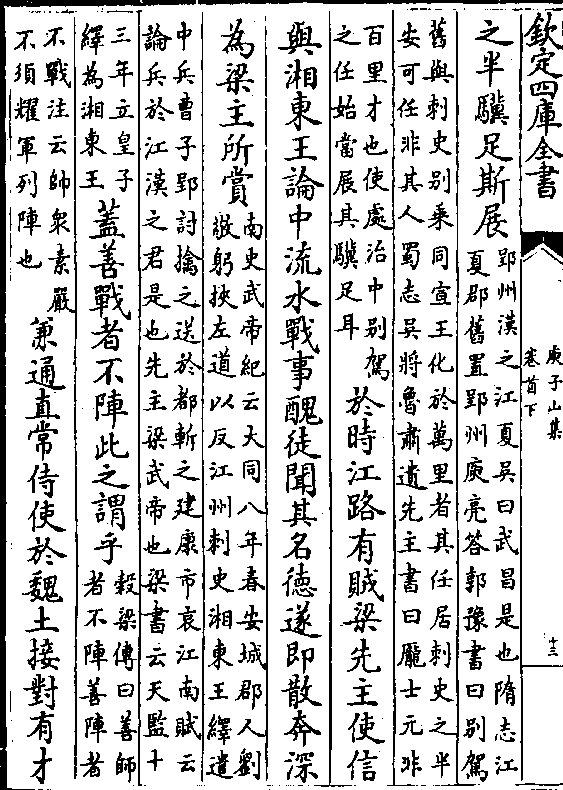 欽定四庫全書
庾子山集
卷首下
十三
之半驥足斯展
郢州漢之江夏吳曰武昌是也隋志江
夏郡舊置郢州庾亮答郭豫書曰別駕
舊與刺史別乘同宣王化於萬里者其任居刺史之半
安可任非其人蜀志吳將魯肅遺先主書曰龎士元非
百里才也使處治中別駕
之任始當展其驥足耳
於時江路有賊梁先主使信
與湘東王論中流水戰事醜徒聞其名德遂即散奔深
為梁主所賞
南史武帝紀云大同八年春安城郡人劉
敬躬挾左道以反江州刺史湘東王繹遣
中兵曹子郢討擒之送於都斬之建康市哀江南賦云
論兵於江漢之君是也先主梁武帝也梁書云天監十
三年立皇子
繹為湘東王
蓋善戰者不陣此之謂乎
穀梁傳曰善師
者不陣善陣者
不戰注云師衆素嚴
不須耀軍列陣也
兼通直常侍使於魏土接對有才